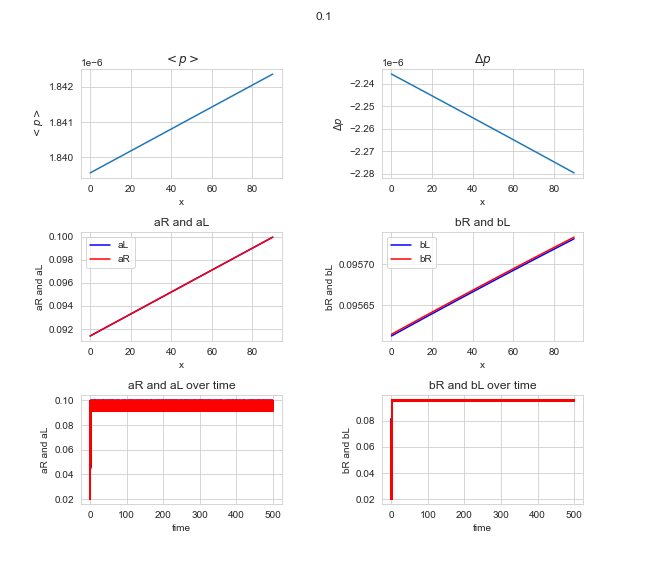 0.1
< p >
Δp
1e−6
1e−6
1.842
1.841
1.840
< p >
0 20 40 60 80
x
−2.24
−2.25
−2.26
−2.27
−2.28
Δp
0 20 40 60 80
x
aR and aL
bR and bL
0.100
0.098
0.096
0.094
0.092
aR and aL
aL
aR
0 20 40 60 80
x
0.09570
0.09565
bR and bL
bL
bR
0 20 40 60 80
x
aR and aL over time
bR and bL over time
0.10
0.08
0.06
0.04
0.02
aR and aL
0 100 200 300 400 500
time
0.08
0.06
0.04
0.02
bR and bL
0 100 200 300 400 500
time